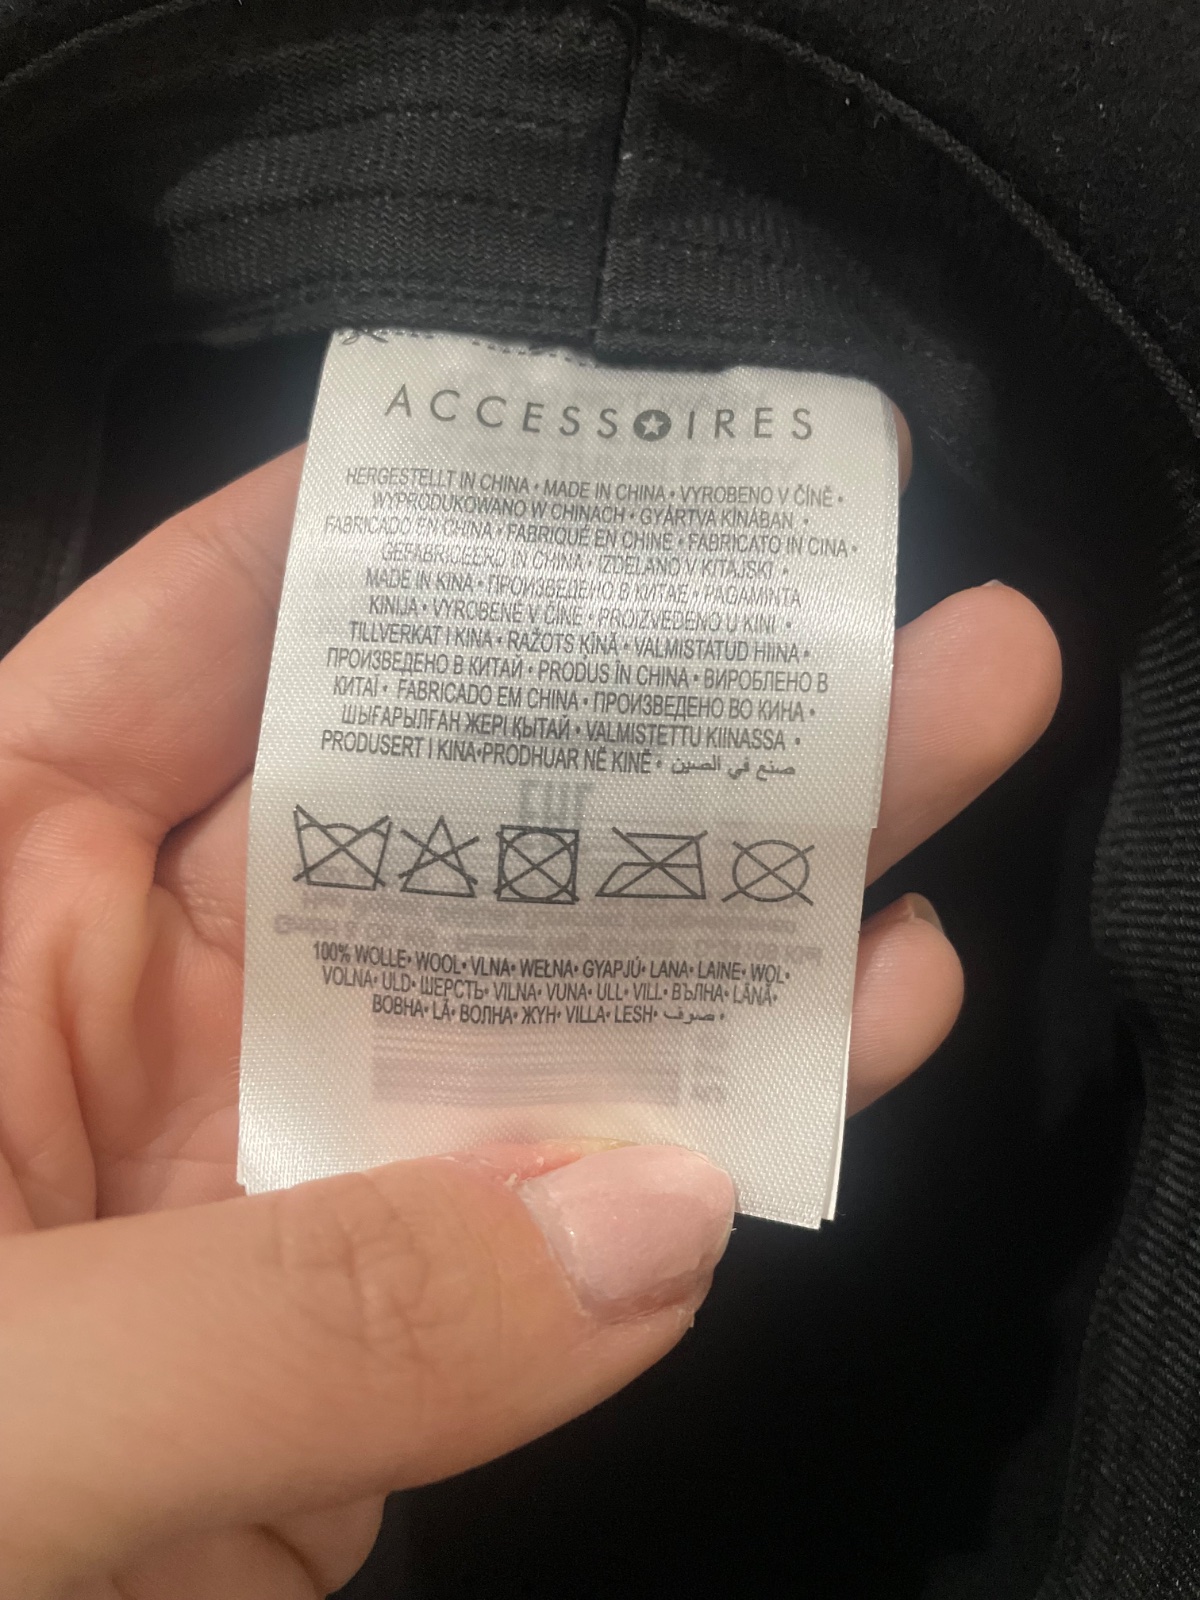 ACCESSOIRES
HERGESTELLT IN CHINA • MADE IN CHINA • VYROBENO V ČÍNĚ •
WYPRODUKOWANO W CHINACH • GYÁRTVA KÍNÁBAN •
FABRICADO EN CHINA • FABRIQUÉ EN CHINE • FABRICATO IN CINA •
GEFABRICEERD IN CHINA • IZDELANO V KITAJSKI •
MADE IN KINA • ПРОИЗВЕДЕНО В КИТАЕ • PAGAMINTA
KINIJA • VYROBENÉ V ČÍNE • PROIZVEDENO U KINI •
TILLVERKAT I KINA • RAŽOTS ĶĪNĀ • VALMISTATUD HIINA •
ПРОИЗВЕДЕНО В КИТАЙ • PRODUS ÎN CHINA • ВИРОБЛЕНО В
КИТАЇ • FABRICADO EM CHINA • ПРОИЗВЕДЕНО ВО КИНА •
ШЫҒАРЫЛҒАН ЖЕРІ ҚЫТАЙ • VALMISTETTU KIINASSA •
PRODUSERT I KINA•PRODHUAR NË KINË • صنع في الصين
100% WOLLE• WOOL• VLNA• WEŁNA• GYAPJÚ• LANA• LAINE• WOL•
VOLNA• ULD• ШЕРСТЬ• VILNA• VUNA• ULL• VILL• ВЪЛНА• LÂNĂ•
ВОВНА• LÃ• ВОЛНА• ЖҮН• VILLA• LESH• صوف •